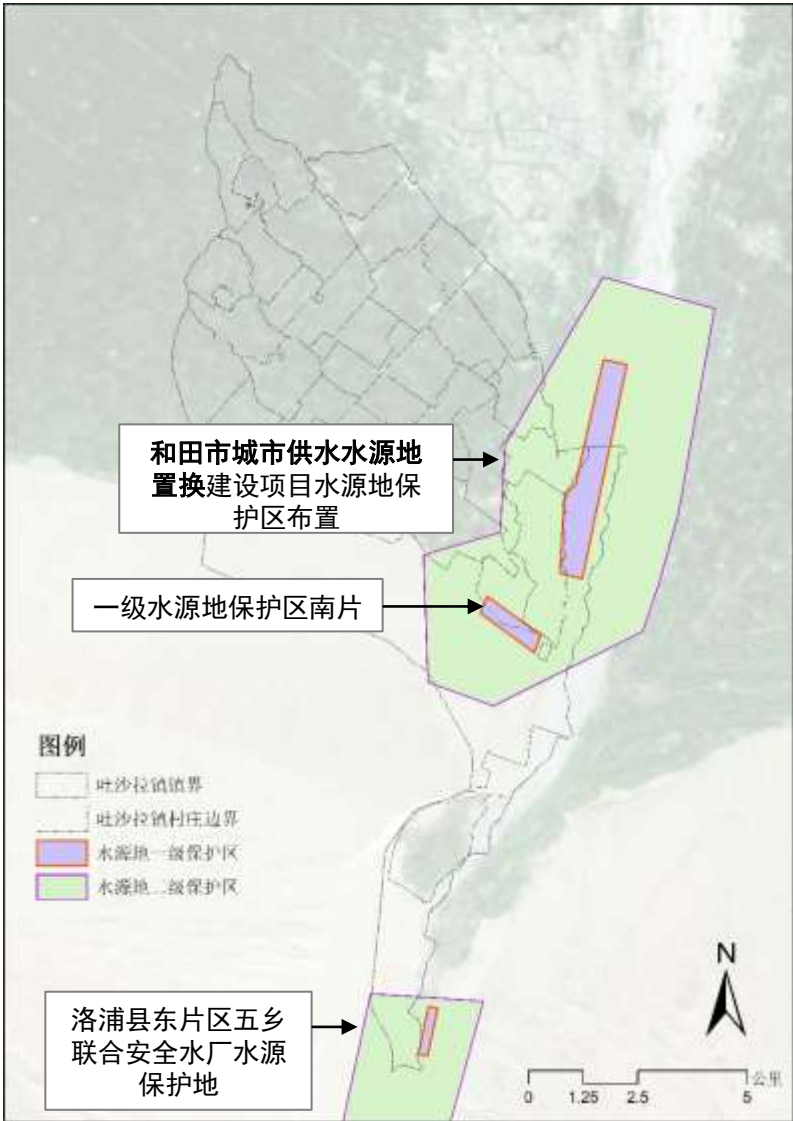 和田市城市供水水源地
置换建设项目水源地保
护区布置
一级水源地保护区南片
图例
吐沙拉镇镇界
吐沙拉镇村庄边界
水源地一级保护区
水源地二级保护区
洛浦县东片区五乡
联合安全水厂水源
保护地
N
公里
0 1.25 2.5 5